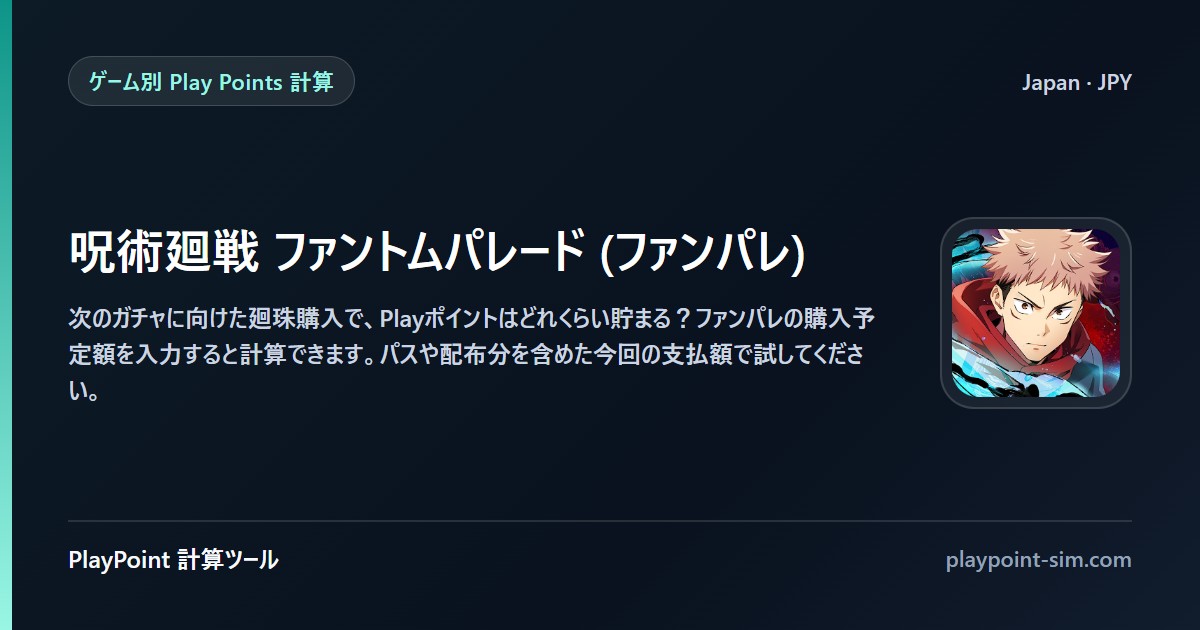 ゲーム別 Play Points 計算
Japan · JPY
呪術廻戦 ファントムパレード (ファンパレ)
次のガチャに向けた廻珠購入で、Playポイントはどれくらい貯まる？ファンパレの購入予
定額を入力すると計算できます。パスや配布分を含めた今回の支払額で試してくださ
い。
PlayPoint 計算ツール
playpoint-sim.com